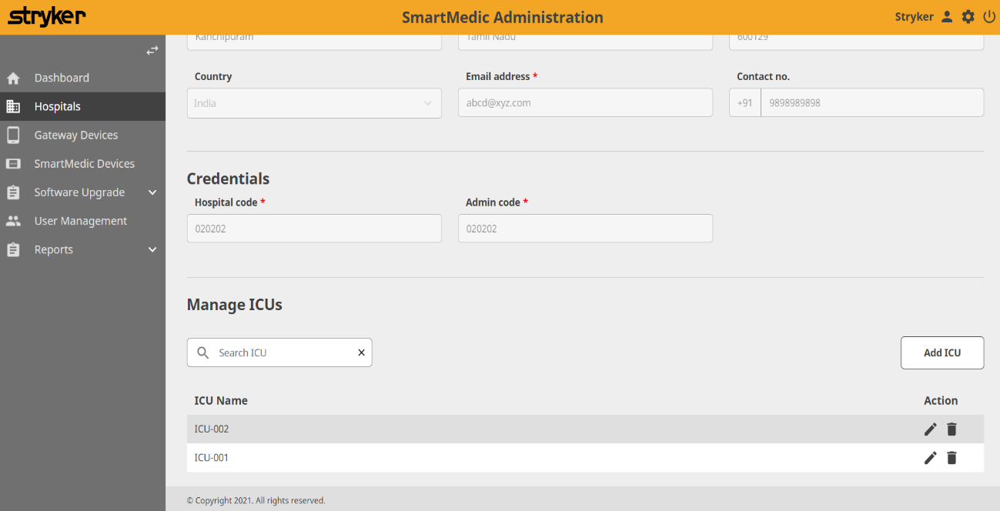 stryker
SmartMedic Administration
Stryker
Kanchipuram
Tamil Nadu
600129
Dashboard
Hospitals
Gateway Devices
SmartMedic Devices
Software Upgrade
User Management
Reports
Country
Email address *
Contact no.
India
abcd@xyz.com
+91
9898989898
Credentials
Hospital code *
Admin code *
020202
020202
Manage ICUs
Search ICU
Add ICU
ICU Name
Action
ICU-002
ICU-001
© Copyright 2021. All rights reserved.